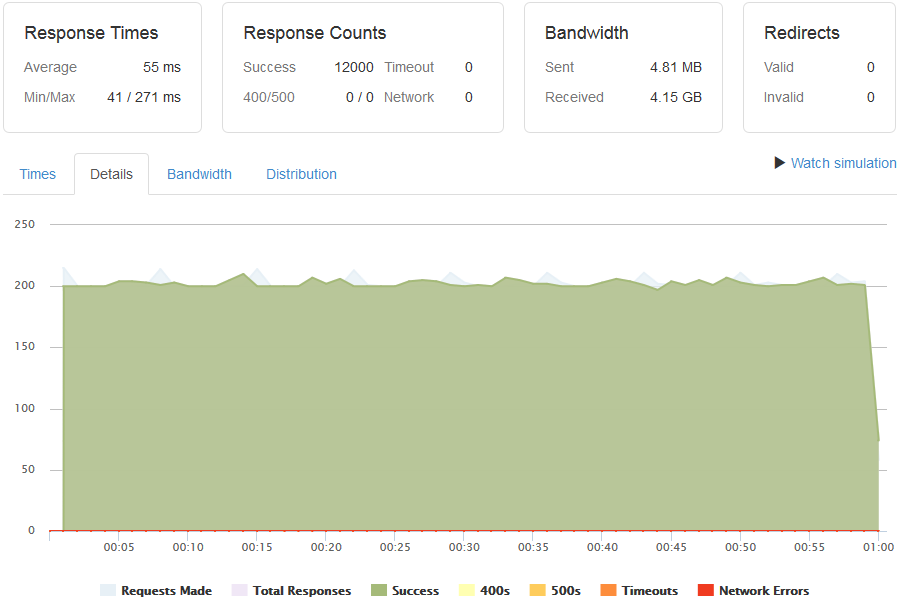 Response Times
Average 55 ms
Min/Max 41 / 271 ms
Response Counts
Success 12000 Timeout 0
400/500 0 / 0 Network 0
Bandwidth
Sent 4.81 MB
Received 4.15 GB
Redirects
Valid 0
Invalid 0
Watch simulation
Times Details Bandwidth Distribution
250
200
150
100
50
0
00:05 00:10 00:15 00:20 00:25 00:30 00:35 00:40 00:45 00:50 00:55 01:00
Requests Made Total Responses Success 400s 500s Timeouts Network Errors